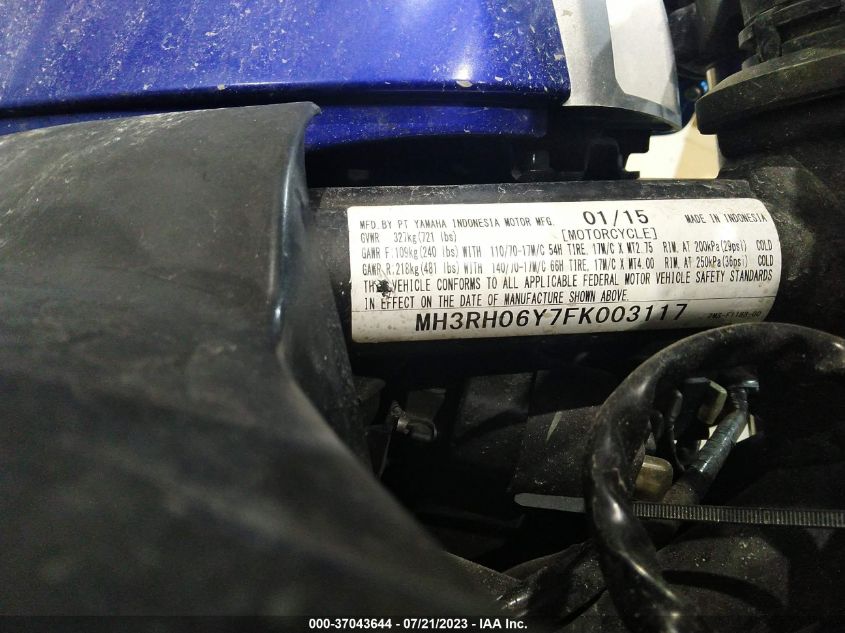 MFD.BY PT YAMAHA INDONESIA MOTOR MFG. 01/15 MADE IN INDONESIA
GVWR 327kg(721 lbs) [MOTORCYCLE]
GAWR F:109kg(240 lbs) WITH 110/70-17M/C 54H TIRE, 17M/C X MT2.75 RIM, AT 200kPa(29psi) COLD
GAWR R:218kg(481 lbs) WITH 140/70-17M/C 66H TIRE, 17M/C X MT4.00 RIM, AT 250kPa(36psi) COLD
VEHICLE CONFORMS TO ALL APPLICABLE FEDERAL MOTOR VEHICLE SAFETY STANDARDS
IN EFFECT ON THE DATE OF MANUFACTURE SHOWN ABOVE.
MH3RH06Y7FK003117
000-37043644 - 07/21/2023 - ©IAA Inc.